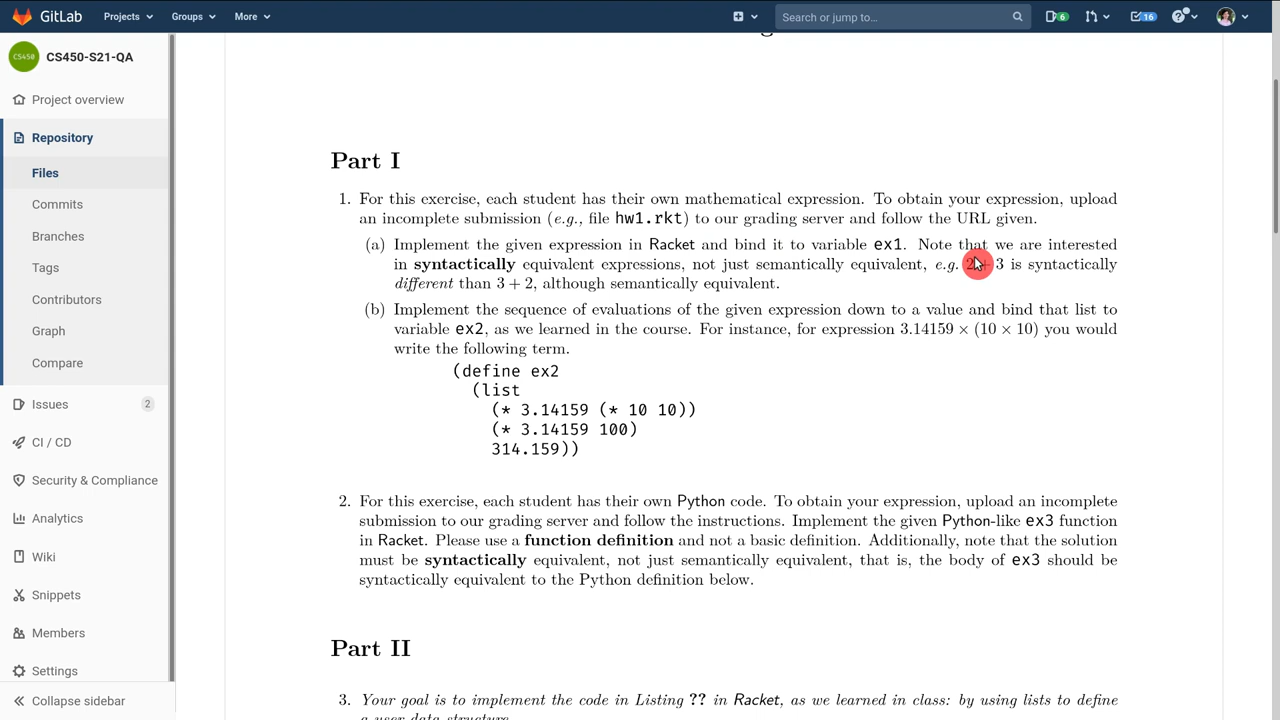 GitLab Projects Groups More Search or jump to... 6 16
CS450 CS450-S21-QA
Project overview
Repository
Files
Commits
Branches
Tags
Contributors
Graph
Compare
Issues 2
CI / CD
Security & Compliance
Analytics
Wiki
Snippets
Members
Settings
Collapse sidebar
Part I
1. For this exercise, each student has their own mathematical expression. To obtain your expression, upload
an incomplete submission (e.g., file hw1.rkt) to our grading server and follow the URL given.
(a) Implement the given expression in Racket and bind it to variable ex1. Note that we are interested
in syntactically equivalent expressions, not just semantically equivalent, e.g. 2 + 3 is syntactically
different than 3 + 2, although semantically equivalent.
(b) Implement the sequence of evaluations of the given expression down to a value and bind that list to
variable ex2, as we learned in the course. For instance, for expression 3.14159 × (10 × 10) you would
write the following term.
(define ex2
(list
(* 3.14159 (* 10 10))
(* 3.14159 100)
314.159))
2. For this exercise, each student has their own Python code. To obtain your expression, upload an incomplete
submission to our grading server and follow the instructions. Implement the given Python-like ex3 function
in Racket. Please use a function definition and not a basic definition. Additionally, note that the solution
must be syntactically equivalent, not just semantically equivalent, that is, the body of ex3 should be
syntactically equivalent to the Python definition below.
Part II
3. Your goal is to implement the code in Listing ?? in Racket, as we learned in class: by using lists to define
a user data structure.